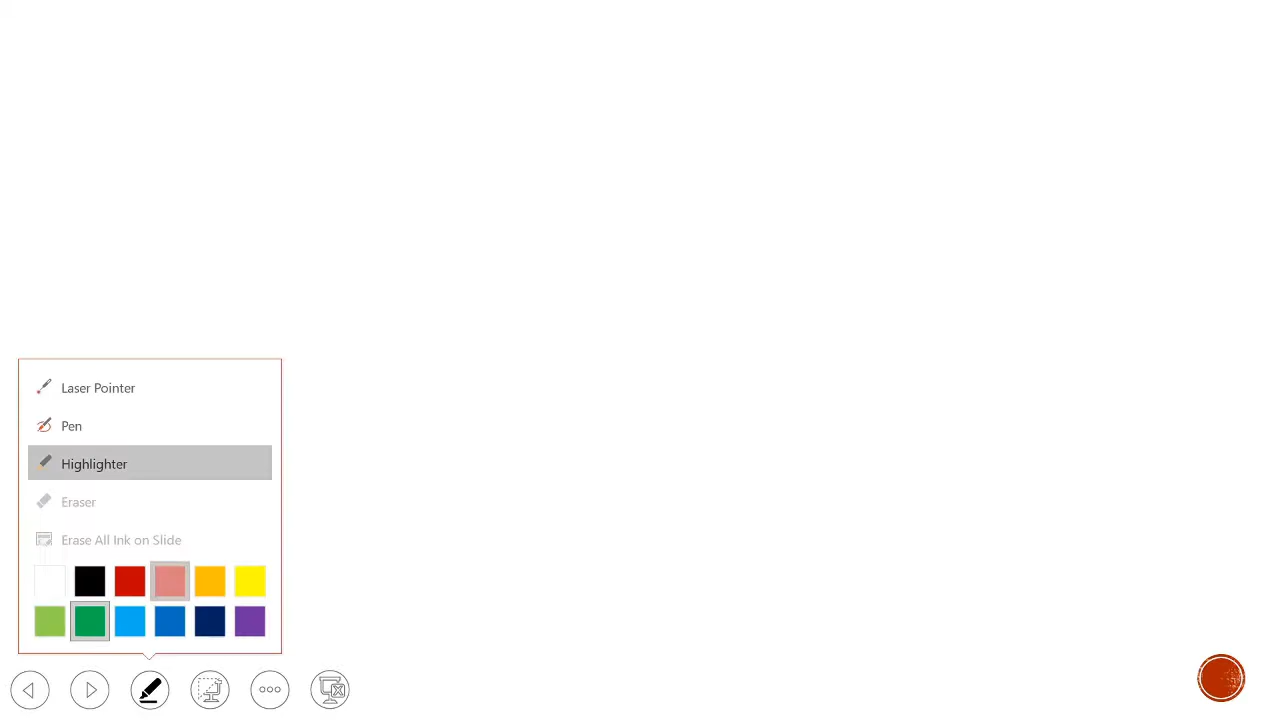 Laser Pointer
Pen
Highlighter
Eraser
Erase All Ink on Slide